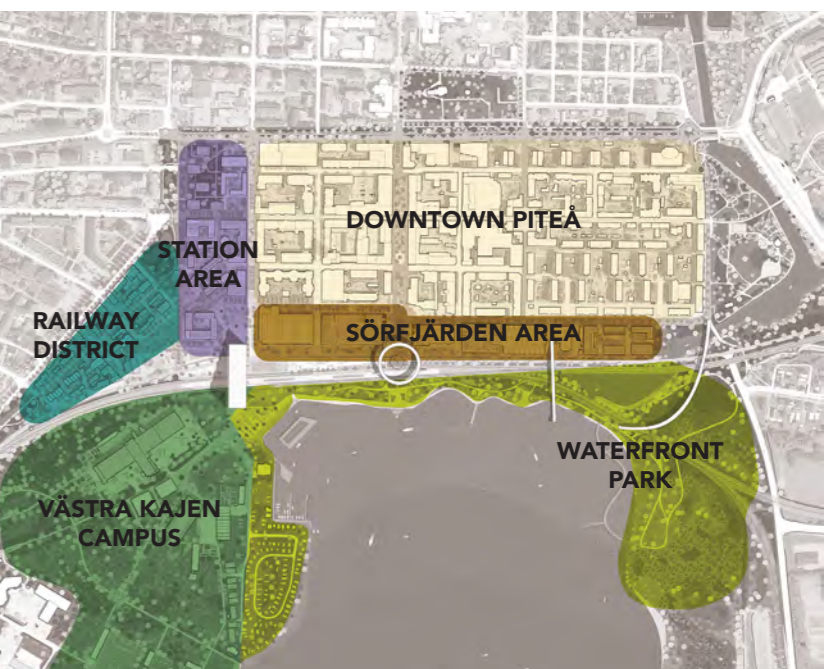 DOWNTOWN PITEÅ
STATION
AREA
RAILWAY
DISTRICT
SÖRFJÄRDEN AREA
WATERFRONT
PARK
VÄSTRA KAJEN
CAMPUS